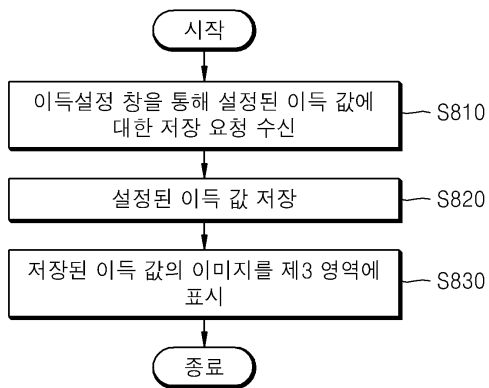 시작
이득설정 창을 통해 설정된 이득 값에
대한 저장 요청 수신
S810
설정된 이득 값 저장
S820
저장된 이득 값의 이미지를 제3 영역에
표시
S830
종료